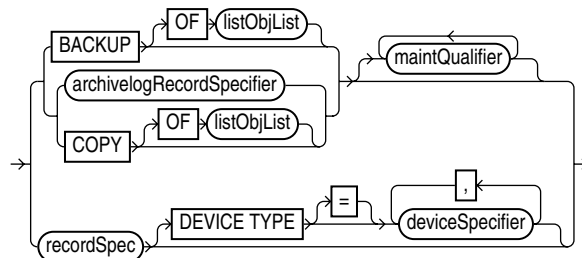 BACKUP OF listObjList
maintQualifier
archivelogRecordSpecifier
COPY OF listObjList
recordSpec DEVICE TYPE = , deviceSpecifier